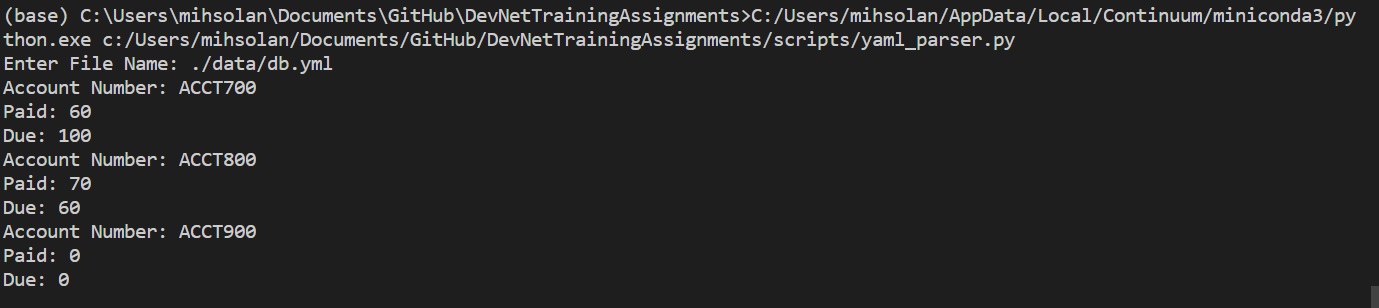 (base) C:\Users\mihsolan\Documents\GitHub\DevNetTrainingAssignments>C:/Users/mihsolan/AppData/Local/Continuum/miniconda3/py
thon.exe c:/Users/mihsolan/Documents/GitHub/DevNetTrainingAssignments/scripts/yaml_parser.py
Enter File Name: ./data/db.yml
Account Number: ACCT700
Paid: 60
Due: 100
Account Number: ACCT800
Paid: 70
Due: 60
Account Number: ACCT900
Paid: 0
Due: 0